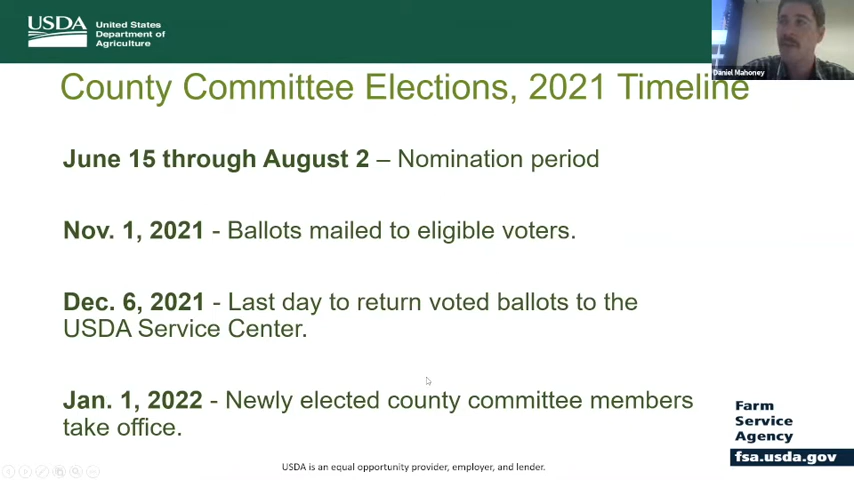 USDA
United States
Department of
Agriculture
Daniel Mahoney
County Committee Elections, 2021 Timeline
June 15 through August 2 – Nomination period
Nov. 1, 2021 - Ballots mailed to eligible voters.
Dec. 6, 2021 - Last day to return voted ballots to the
USDA Service Center.
Jan. 1, 2022 - Newly elected county committee members
take office.
Farm
Service
Agency
fsa.usda.gov
USDA is an equal opportunity provider, employer, and lender.